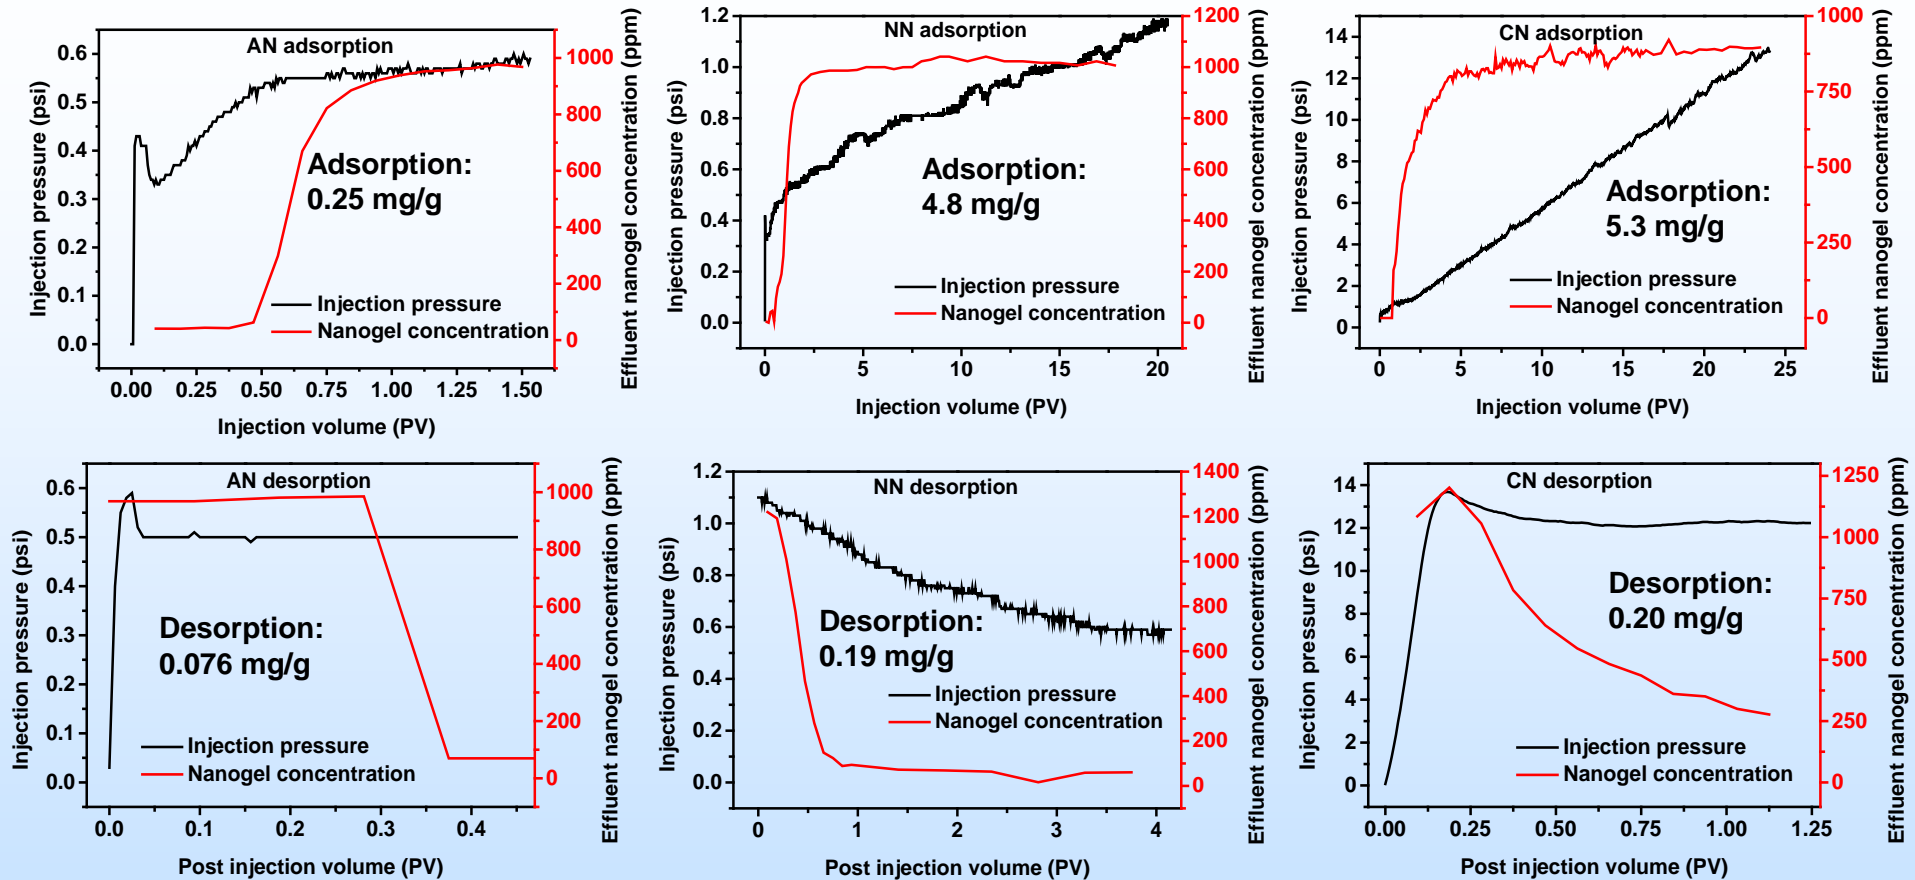 AN adsorption
Injection pressure (psi)
0.6
0.5
0.4
0.3
0.2
0.1
0.0
Adsorption:
0.25 mg/g
Injection pressure
Nanogel concentration
1000
800
600
400
200
0
Effluent nanogel concentration (ppm)
0.00 0.25 0.50 0.75 1.00 1.25 1.50
Injection volume (PV)
NN adsorption
Injection pressure (psi)
1.2
1.0
0.8
0.6
0.4
0.2
0.0
Adsorption:
4.8 mg/g
Injection pressure
Nanogel concentration
1200
1000
800
600
400
200
0
Effluent nanogel concentration (ppm)
0 5 10 15 20
Injection volume (PV)
CN adsorption
Injection pressure (psi)
14
12
10
8
6
4
2
0
Adsorption:
5.3 mg/g
Injection pressure
Nanogel concentration
1000
750
500
250
0
Effluent nanogel concentration (ppm)
0 5 10 15 20 25
Injection volume (PV)
AN desorption
Injection pressure (psi)
0.6
0.5
0.4
0.3
0.2
0.1
0.0
Desorption:
0.076 mg/g
Injection pressure
Nanogel concentration
1000
800
600
400
200
0
Effluent nanogel concentration (ppm)
0.0 0.1 0.2 0.3 0.4
Post injection volume (PV)
NN desorption
Injection pressure (psi)
1.2
1.0
0.8
0.6
0.4
0.2
0.0
Desorption:
0.19 mg/g
Injection pressure
Nanogel concentration
1400
1200
1000
800
600
400
200
0
Effluent nanogel concentration (ppm)
0 1 2 3 4
Post injection volume (PV)
CN desorption
Injection pressure (psi)
14
12
10
8
6
4
2
0
Desorption:
0.20 mg/g
Injection pressure
Nanogel concentration
1250
1000
750
500
250
0
Effluent nanogel concentration (ppm)
0.00 0.25 0.50 0.75 1.00 1.25
Post injection volume (PV)